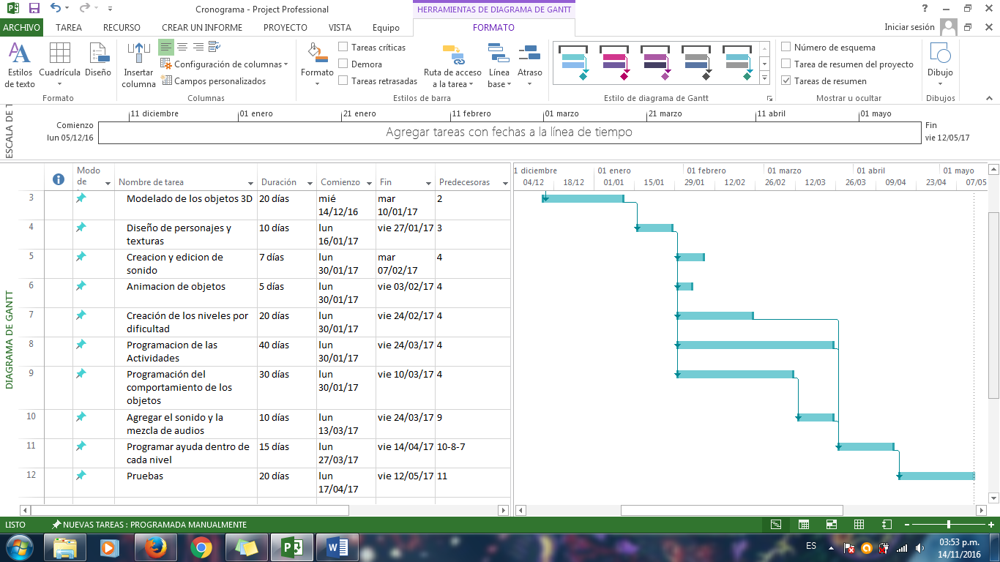 Cronograma - Project Professional
HERRAMIENTAS DE DIAGRAMA DE GANTT
ARCHIVO TAREA RECURSO CREAR UN INFORME PROYECTO VISTA Equipo FORMATO
Iniciar sesión
Estilos de texto
Cuadrícula
Diseño
Formato
Insertar columna
Configuración de columnas
Campos personalizados
Columnas
Formato
Tareas críticas
Demora
Tareas retrasadas
Ruta de acceso a la tarea
Línea base
Atraso
Estilos de barra
Estilo de diagrama de Gantt
Número de esquema
Tarea de resumen del proyecto
Tareas de resumen
Mostrar u ocultar
Dibujo
Dibujos
ESCALA DE T
11 diciembre 01 enero 21 enero 11 febrero 01 marzo 21 marzo 11 abril 01 mayo
Comienzo
lun 05/12/16
Agregar tareas con fechas a la línea de tiempo
Fin
vie 12/05/17
DIAGRAMA DE GANTT
Modo de Nombre de tarea Duración Comienzo Fin Predecesoras
1 diciembre 01 enero 01 febrero 01 marzo 01 abril 01 mayo
04/12 18/12 01/01 15/01 29/01 12/02 26/02 12/03 26/03 09/04 23/04 07/05
3 Modelado de los objetos 3D 20 días mié 14/12/16 mar 10/01/17 2
4 Diseño de personajes y texturas 10 días lun 16/01/17 vie 27/01/17 3
5 Creacion y edicion de sonido 7 días lun 30/01/17 mar 07/02/17 4
6 Animacion de objetos 5 días lun 30/01/17 vie 03/02/17 4
7 Creación de los niveles por dificultad 20 días lun 30/01/17 vie 24/02/17 4
8 Programacion de las Actividades 40 días lun 30/01/17 vie 24/03/17 4
9 Programación del comportamiento de los objetos 30 días lun 30/01/17 vie 10/03/17 4
10 Agregar el sonido y la mezcla de audios 10 días lun 13/03/17 vie 24/03/17 9
11 Programar ayuda dentro de cada nivel 15 días lun 27/03/17 vie 14/04/17 10-8-7
12 Pruebas 20 días lun 17/04/17 vie 12/05/17 11
LISTO NUEVAS TAREAS : PROGRAMADA MANUALMENTE
ES
03:53 p.m.
14/11/2016